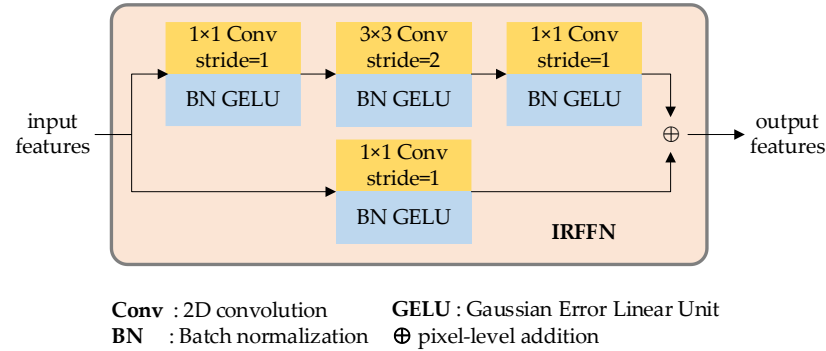 1×1 Conv
stride=1
BN GELU
3×3 Conv
stride=2
BN GELU
1×1 Conv
stride=1
BN GELU
input
features
⊕
output
features
1×1 Conv
stride=1
BN GELU
IRFFN
Conv : 2D convolution
GELU : Gaussian Error Linear Unit
BN : Batch normalization
⊕ pixel-level addition